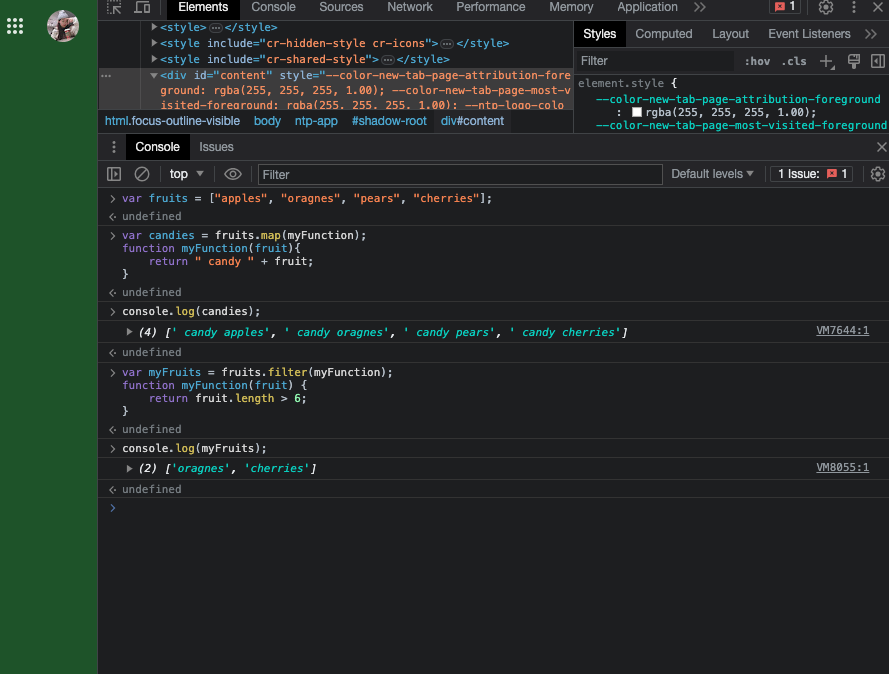 Elements Console Sources Network Performance Memory Application 1
<style>…</style>
<style include="cr-hidden-style cr-icons">…</style>
<style include="cr-shared-style">…</style>
<div id="content" style="--color-new-tab-page-attribution-fore
ground: rgba(255, 255, 255, 1.00); --color-new-tab-page-most-v
isited-foreground: rgba(255, 255, 255, 1.00); --ntp-logo-colo
html.focus-outline-visible body ntp-app #shadow-root div#content
Styles Computed Layout Event Listeners
Filter :hov .cls
element.style {
--color-new-tab-page-attribution-foreground
: rgba(255, 255, 255, 1.00);
--color-new-tab-page-most-visited-foreground
Console Issues
top Filter Default levels 1 Issue: 1
var fruits = ["apples", "oragnes", "pears", "cherries"];
undefined
var candies = fruits.map(myFunction);
function myFunction(fruit){
return " candy " + fruit;
}
undefined
console.log(candies);
(4) [' candy apples', ' candy oragnes', ' candy pears', ' candy cherries'] VM7644:1
undefined
var myFruits = fruits.filter(myFunction);
function myFunction(fruit) {
return fruit.length > 6;
}
undefined
console.log(myFruits);
(2) ['oragnes', 'cherries'] VM8055:1
undefined